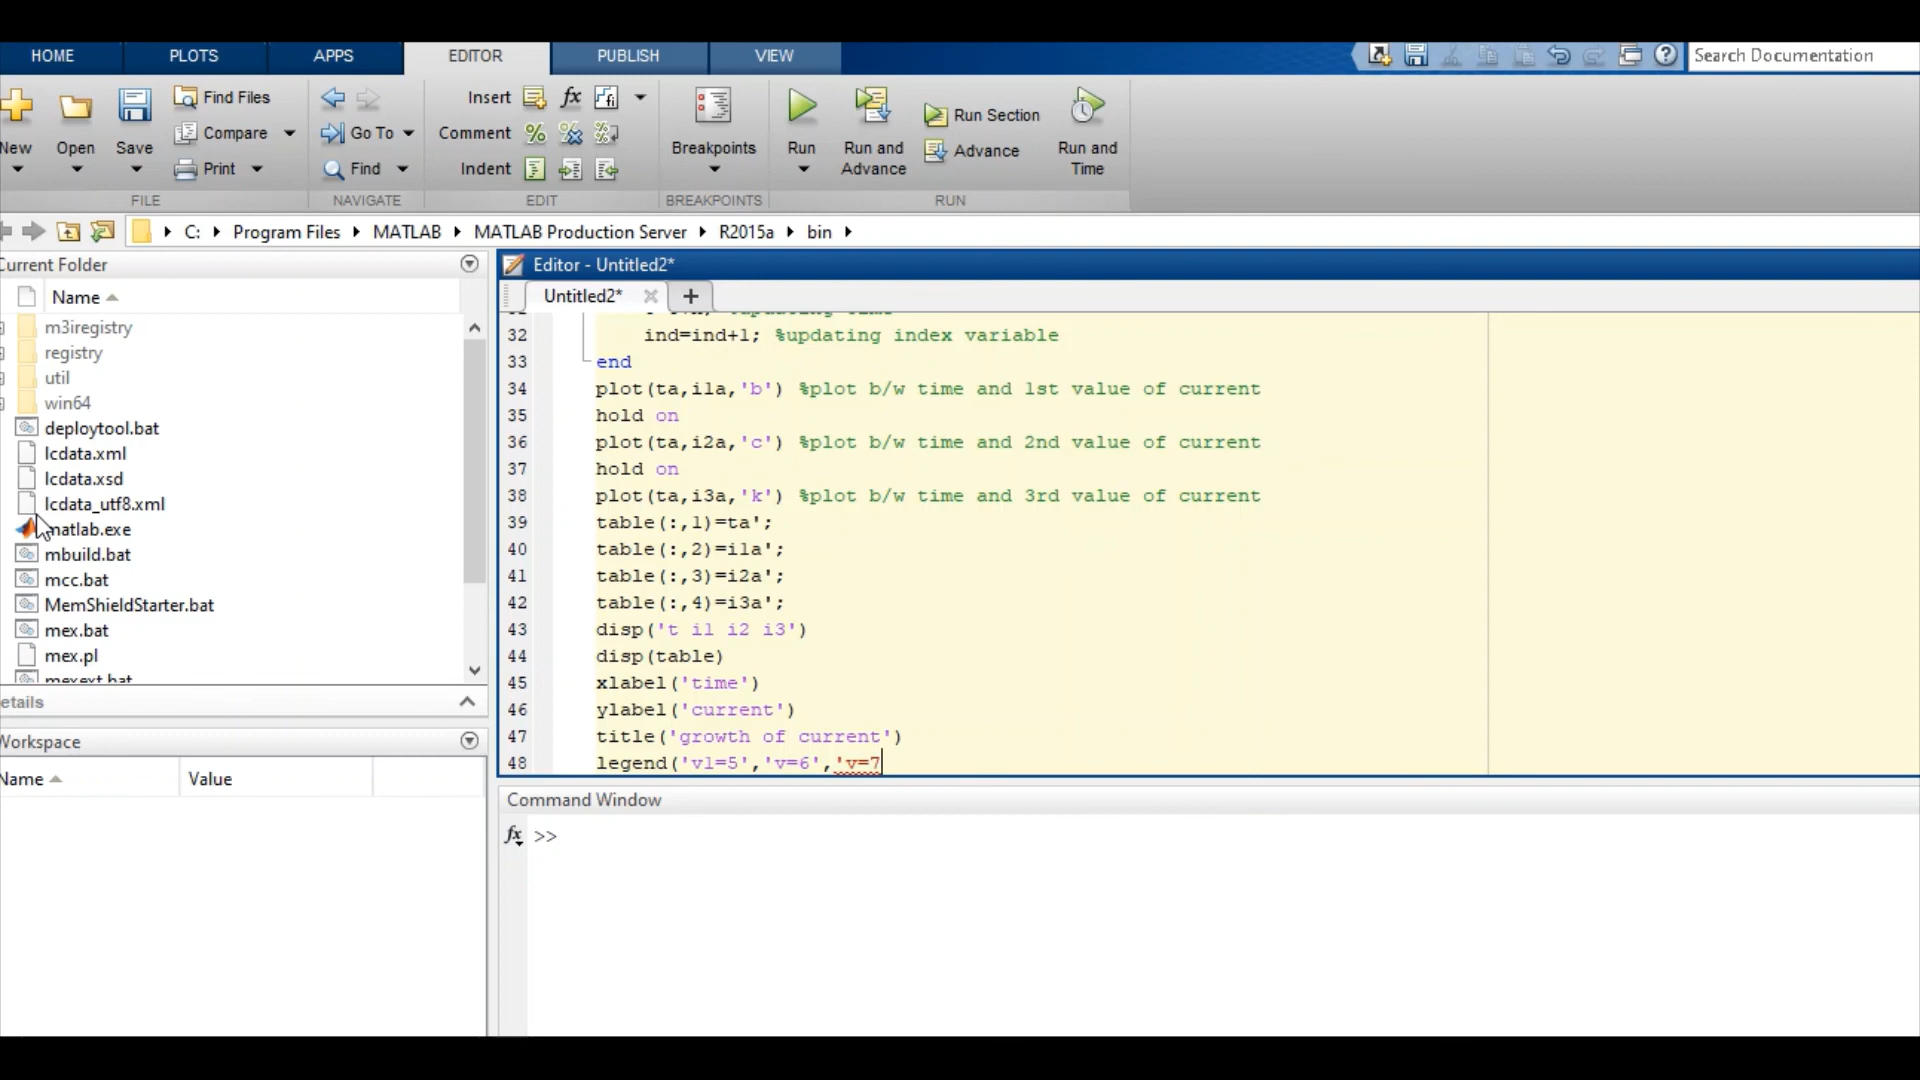 HOME PLOTS APPS EDITOR PUBLISH VIEW Search Documentation
Find Files Insert fx fi
New Open Save Compare Go To Comment % Breakpoints Run Run and Advance Run Section Advance Run and Time
Print Find Indent
FILE NAVIGATE EDIT BREAKPOINTS RUN
C: Program Files MATLAB MATLAB Production Server R2015a bin
Current Folder
Name
m3iregistry
registry
util
win64
deploytool.bat
lcdata.xml
lcdata.xsd
lcdata_utf8.xml
matlab.exe
mbuild.bat
mcc.bat
MemShieldStarter.bat
mex.bat
mex.pl
mexext.bat
etails
Workspace
Name Value
Editor - Untitled2*
Untitled2* +
32 ind=ind+1; %updating index variable
33 end
34 plot(ta,i1a,'b') %plot b/w time and 1st value of current
35 hold on
36 plot(ta,i2a,'c') %plot b/w time and 2nd value of current
37 hold on
38 plot(ta,i3a,'k') %plot b/w time and 3rd value of current
39 table(:,1)=ta';
40 table(:,2)=i1a';
41 table(:,3)=i2a';
42 table(:,4)=i3a';
43 disp('t i1 i2 i3')
44 disp(table)
45 xlabel('time')
46 ylabel('current')
47 title('growth of current')
48 legend('v1=5','v=6','v=7
Command Window
fx >>